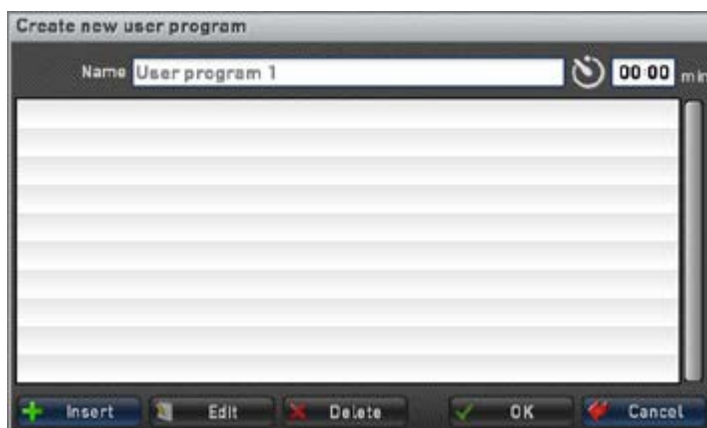 Create new user program
Name User program 1 00:00 min
Insert Edit Delete OK Cancel